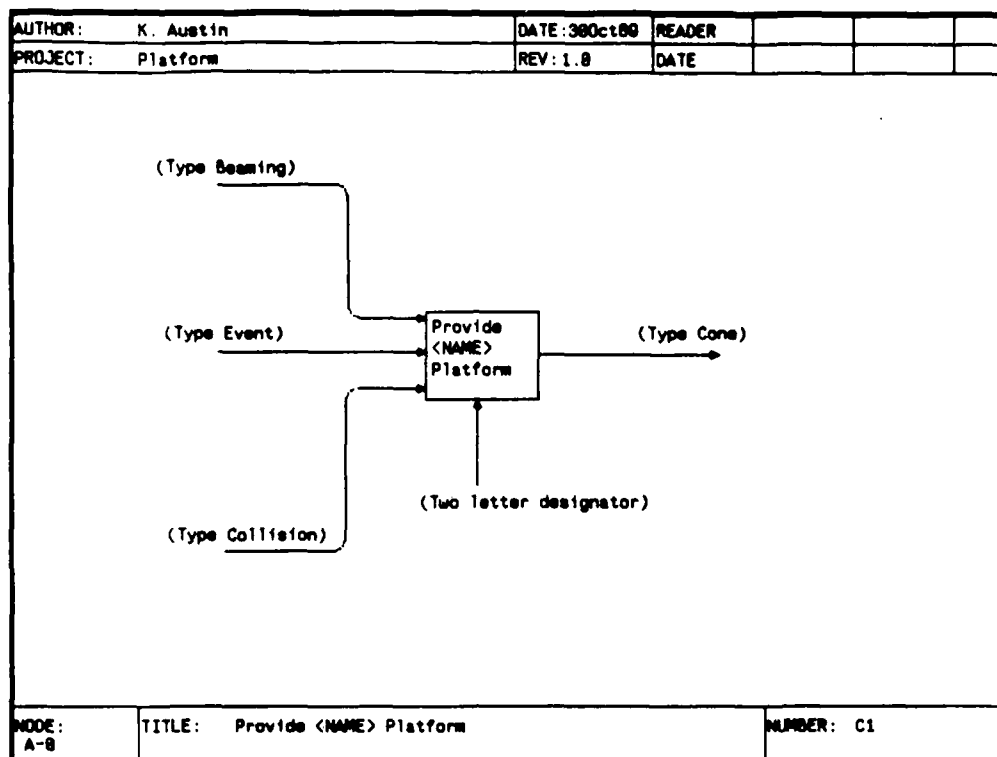 AUTHOR: K. Austin DATE:30Oct89 READER
PROJECT: Platform REV:1.0 DATE
(Type Beaming)
(Type Event)
Provide
<NAME>
Platform
(Type Cone)
(Two letter designator)
(Type Collision)
NODE: TITLE: Provide <NAME> Platform NUMBER: C1
A-0